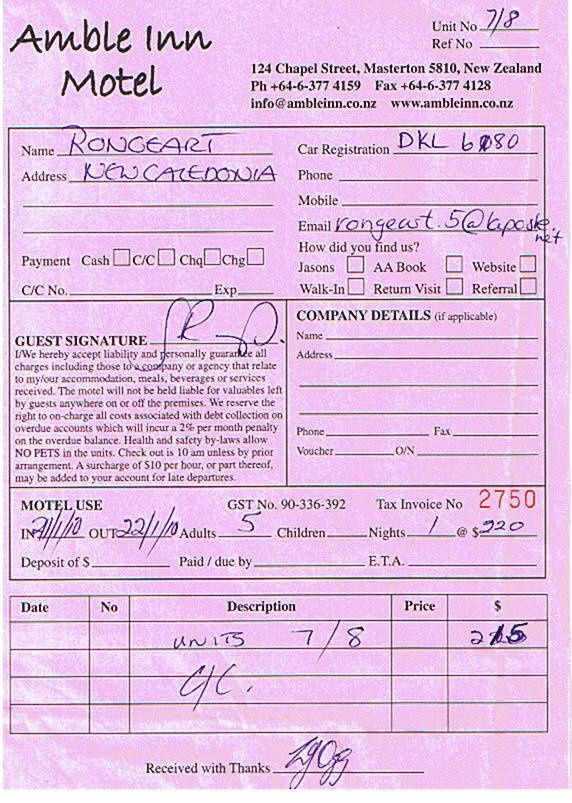 Amble Inn
Motel
Unit No 7/8
Ref No
124 Chapel Street, Masterton 5810, New Zealand
Ph +64-6-377 4159 Fax +64-6-377 4128
info@ambleinn.co.nz www.ambleinn.co.nz
Name RONGEART
Address NEW CALEDONIA
Payment Cash C/C Chq Chg
C/C No. Exp
Car Registration DKL 6180
Phone
Mobile
Email rongeart.5@laposte.net
How did you find us?
Jasons AA Book Website
Walk-In Return Visit Referral
GUEST SIGNATURE
I/We hereby accept liability and personally guarantee all
charges including those to a company or agency that relate
to my/our accommodation, meals, beverages or services
received. The motel will not be held liable for valuables left
by guests anywhere on or off the premises. We reserve the
right to on-charge all costs associated with debt collection on
overdue accounts which will incur a 2% per month penalty
on the overdue balance. Health and safety by-laws allow
NO PETS in the units. Check out is 10 am unless by prior
arrangement. A surcharge of $10 per hour, or part thereof,
may be added to your account for late departures.
COMPANY DETAILS (if applicable)
Name
Address
Phone Fax
Voucher O/N
MOTEL USE GST No. 90-336-392 Tax Invoice No 2750
IN 21/1/10 OUT 22/1/10 Adults 5 Children Nights 1 @ $220
Deposit of $ Paid / due by E.T.A.
Date No Description Price $
UNITS 7/8 215
C/C.
Received with Thanks